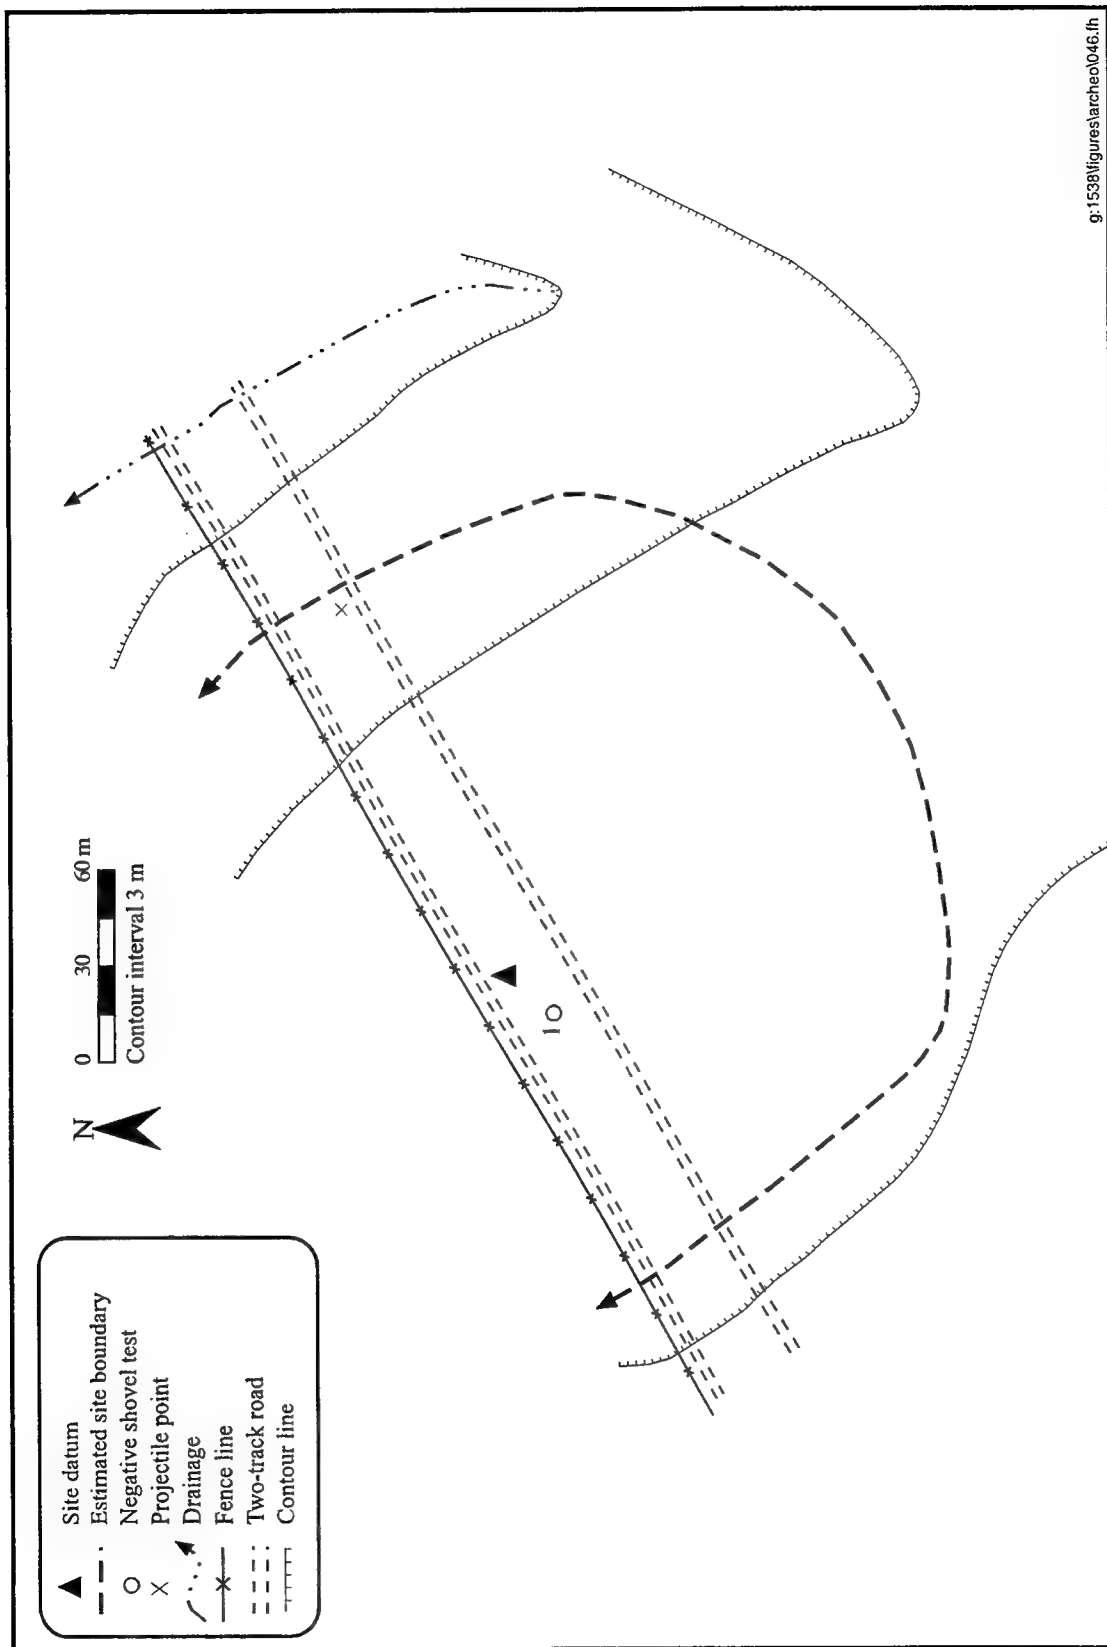 Site datum
Estimated site boundary
Negative shovel test
Projectile point
Drainage
Fence line
Two-track road
Contour line
N
0 30 60 m
Contour interval 3 m
10
g:1538\figures\archeo\046.fh